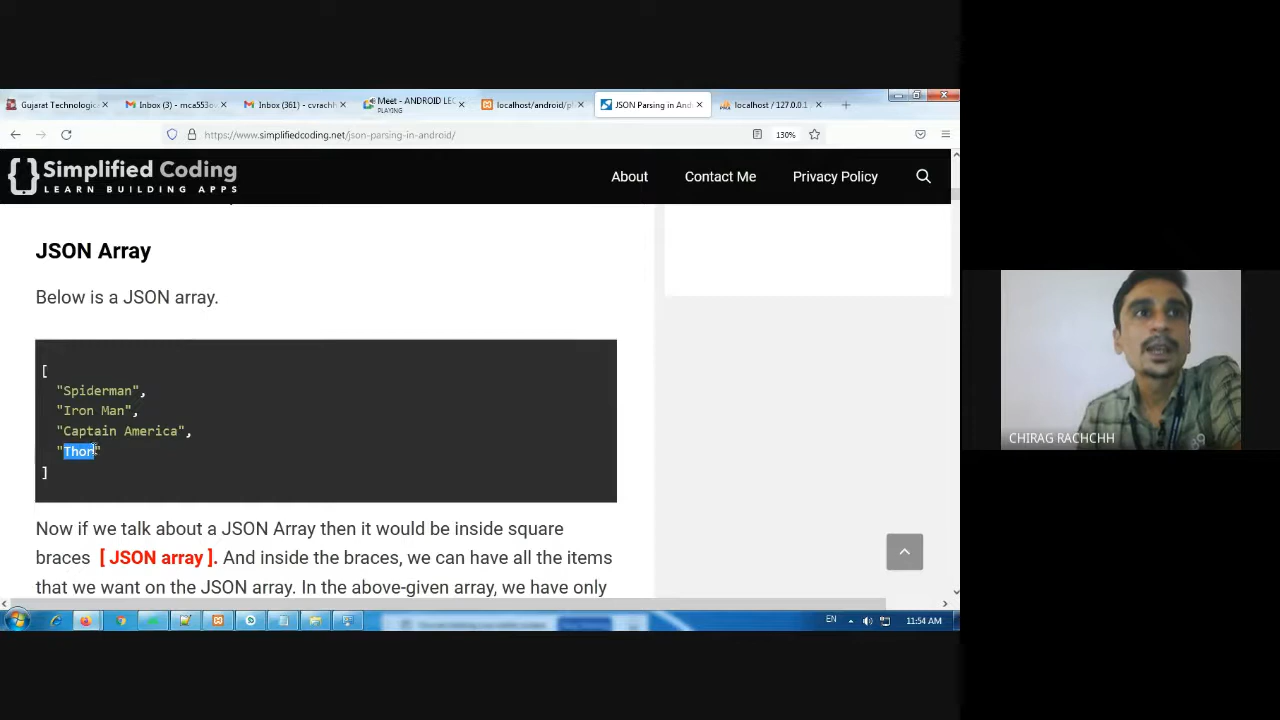 Gujarat Technologic
Inbox (3) - mca553o
Inbox (361) - cvrachh
Meet - ANDROID LEC
PLAYING
localhost/android/pl
JSON Parsing in And
localhost / 127.0.0.1
https://www.simplifiedcoding.net/json-parsing-in-android/
130%
{} Simplified Coding
LEARN BUILDING APPS
About
Contact Me
Privacy Policy
JSON Array
Below is a JSON array.
[
"Spiderman",
"Iron Man",
"Captain America",
"Thor"
]
Now if we talk about a JSON Array then it would be inside square
braces [ JSON array ]. And inside the braces, we can have all the items
that we want on the JSON array. In the above-given array, we have only
CHIRAG RACHCHH
EN
11:54 AM